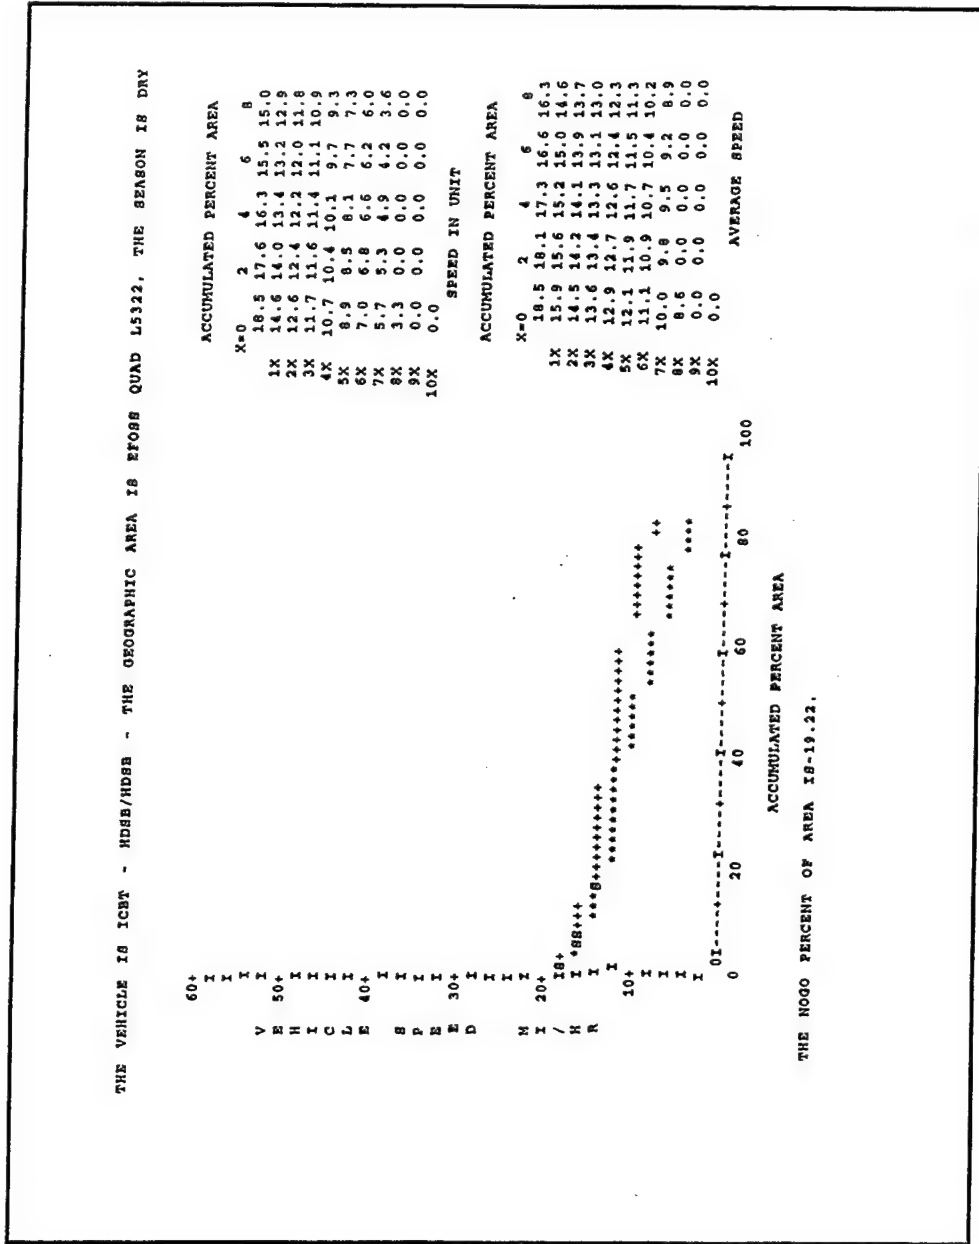 THE VEHICLE IS ICBT - HDSB/HDSB - THE GEOGRAPHIC AREA IS EFOSS QUAD L5322, THE SEASON IS DRY
60+
I
I
I
V I
E 50+
H I
I I
C I
L I
E 40+
I
S I
P I
E I
E 30+
D I
I
I
M I
I 20+
/ IS+
H I *SS+++
R I ***S+++++++++++
I ************+++++++++++++
10+ ****** ++++++++
I ****** ++
I ******
I ****
I
0I-----+-----I-----+-----I-----+-----I-----+-----I-----+-----I
0 20 40 60 80 100
ACCUMULATED PERCENT AREA
THE NOGO PERCENT OF AREA IS-19.22.
ACCUMULATED PERCENT AREA
X=0 2 4 6 8
18.5 17.6 16.3 15.5 15.0
1X 14.6 14.0 13.4 13.2 12.9
2X 12.6 12.4 12.2 12.0 11.8
3X 11.7 11.6 11.4 11.1 10.9
4X 10.7 10.4 10.1 9.7 9.3
5X 8.9 8.5 8.1 7.7 7.3
6X 7.0 6.8 6.6 6.2 6.0
7X 5.7 5.3 4.9 4.2 3.6
8X 3.3 0.0 0.0 0.0 0.0
9X 0.0 0.0 0.0 0.0 0.0
10X 0.0
SPEED IN UNIT
ACCUMULATED PERCENT AREA
X=0 2 4 6 8
18.5 18.1 17.3 16.6 16.3
1X 15.9 15.6 15.2 15.0 14.6
2X 14.5 14.2 14.1 13.9 13.7
3X 13.6 13.4 13.3 13.1 13.0
4X 12.9 12.7 12.6 12.4 12.3
5X 12.1 11.9 11.7 11.5 11.3
6X 11.1 10.9 10.7 10.4 10.2
7X 10.0 9.8 9.5 9.2 8.9
8X 8.6 0.0 0.0 0.0 0.0
9X 0.0 0.0 0.0 0.0 0.0
10X 0.0
AVERAGE SPEED